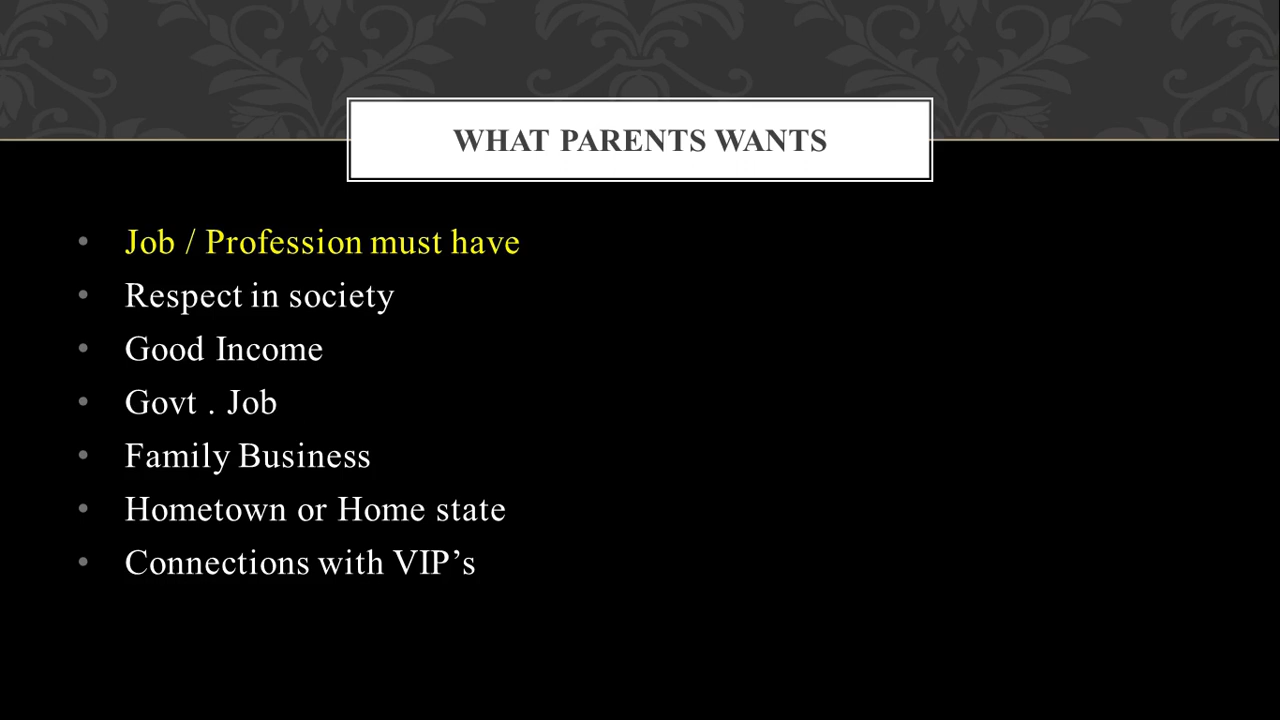 WHAT PARENTS WANTS
• Job / Profession must have
• Respect in society
• Good Income
• Govt . Job
• Family Business
• Hometown or Home state
• Connections with VIP’s